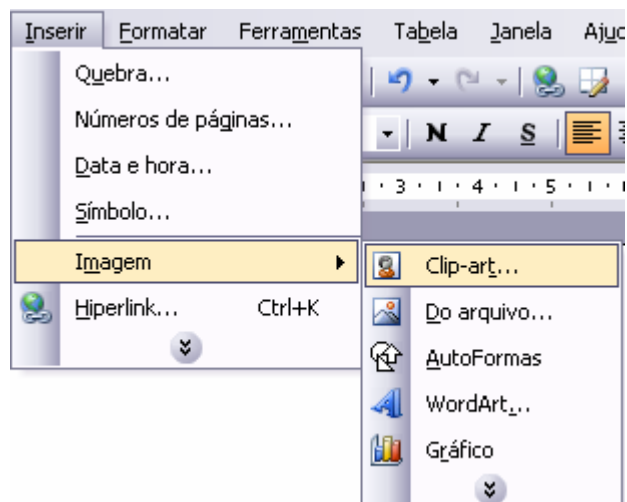 Inserir Formatar Ferramentas Tabela Janela
N I S
3 4 5
Quebra...
Números de páginas...
Data e hora...
Símbolo...
Imagem
Hiperlink... Ctrl+K
Clip-art...
Do arquivo...
AutoFormas
WordArt...
Gráfico